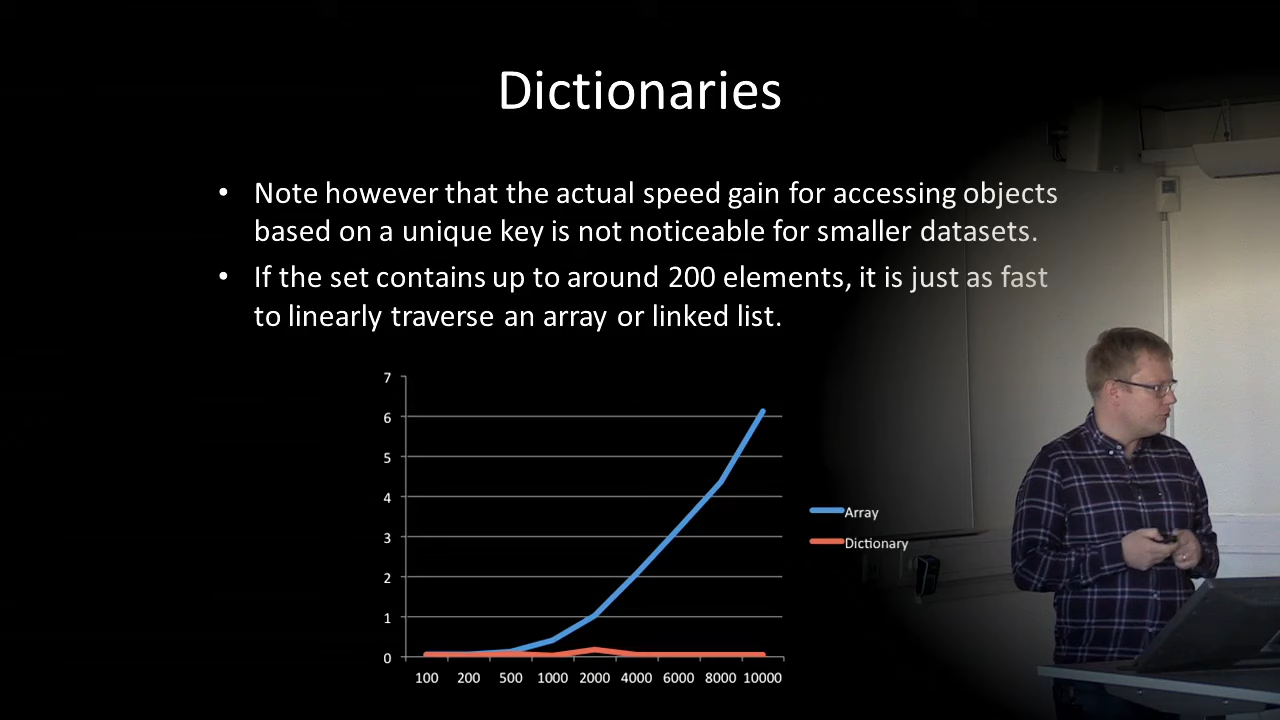 Dictionaries
• Note however that the actual speed gain for accessing objects
based on a unique key is not noticeable for smaller datasets.
• If the set contains up to around 200 elements, it is just as fast
to linearly traverse an array or linked list.
7
6
5
4
3
2
1
0
100 200 500 1000 2000 4000 6000 8000 10000
Array
Dictionary